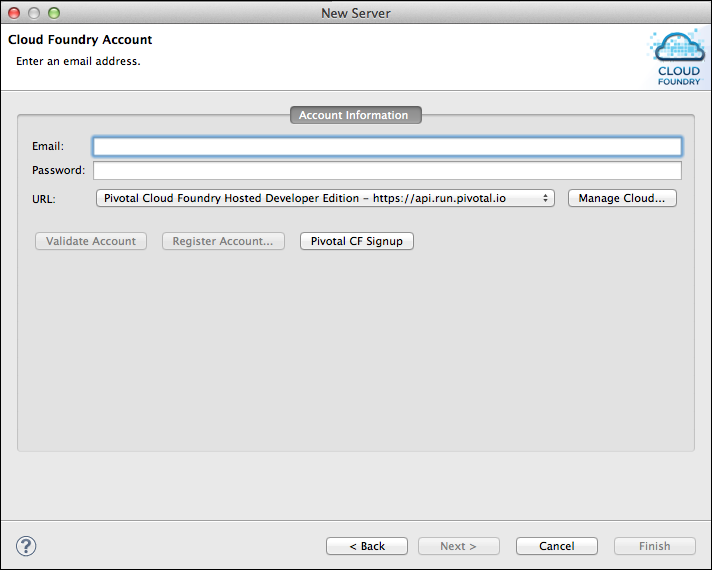 New Server
Cloud Foundry Account
Enter an email address.
CLOUD
FOUNDRY
Account Information
Email:
Password:
URL: Pivotal Cloud Foundry Hosted Developer Edition – https://api.run.pivotal.io Manage Cloud...
Validate Account Register Account... Pivotal CF Signup
? < Back Next > Cancel Finish